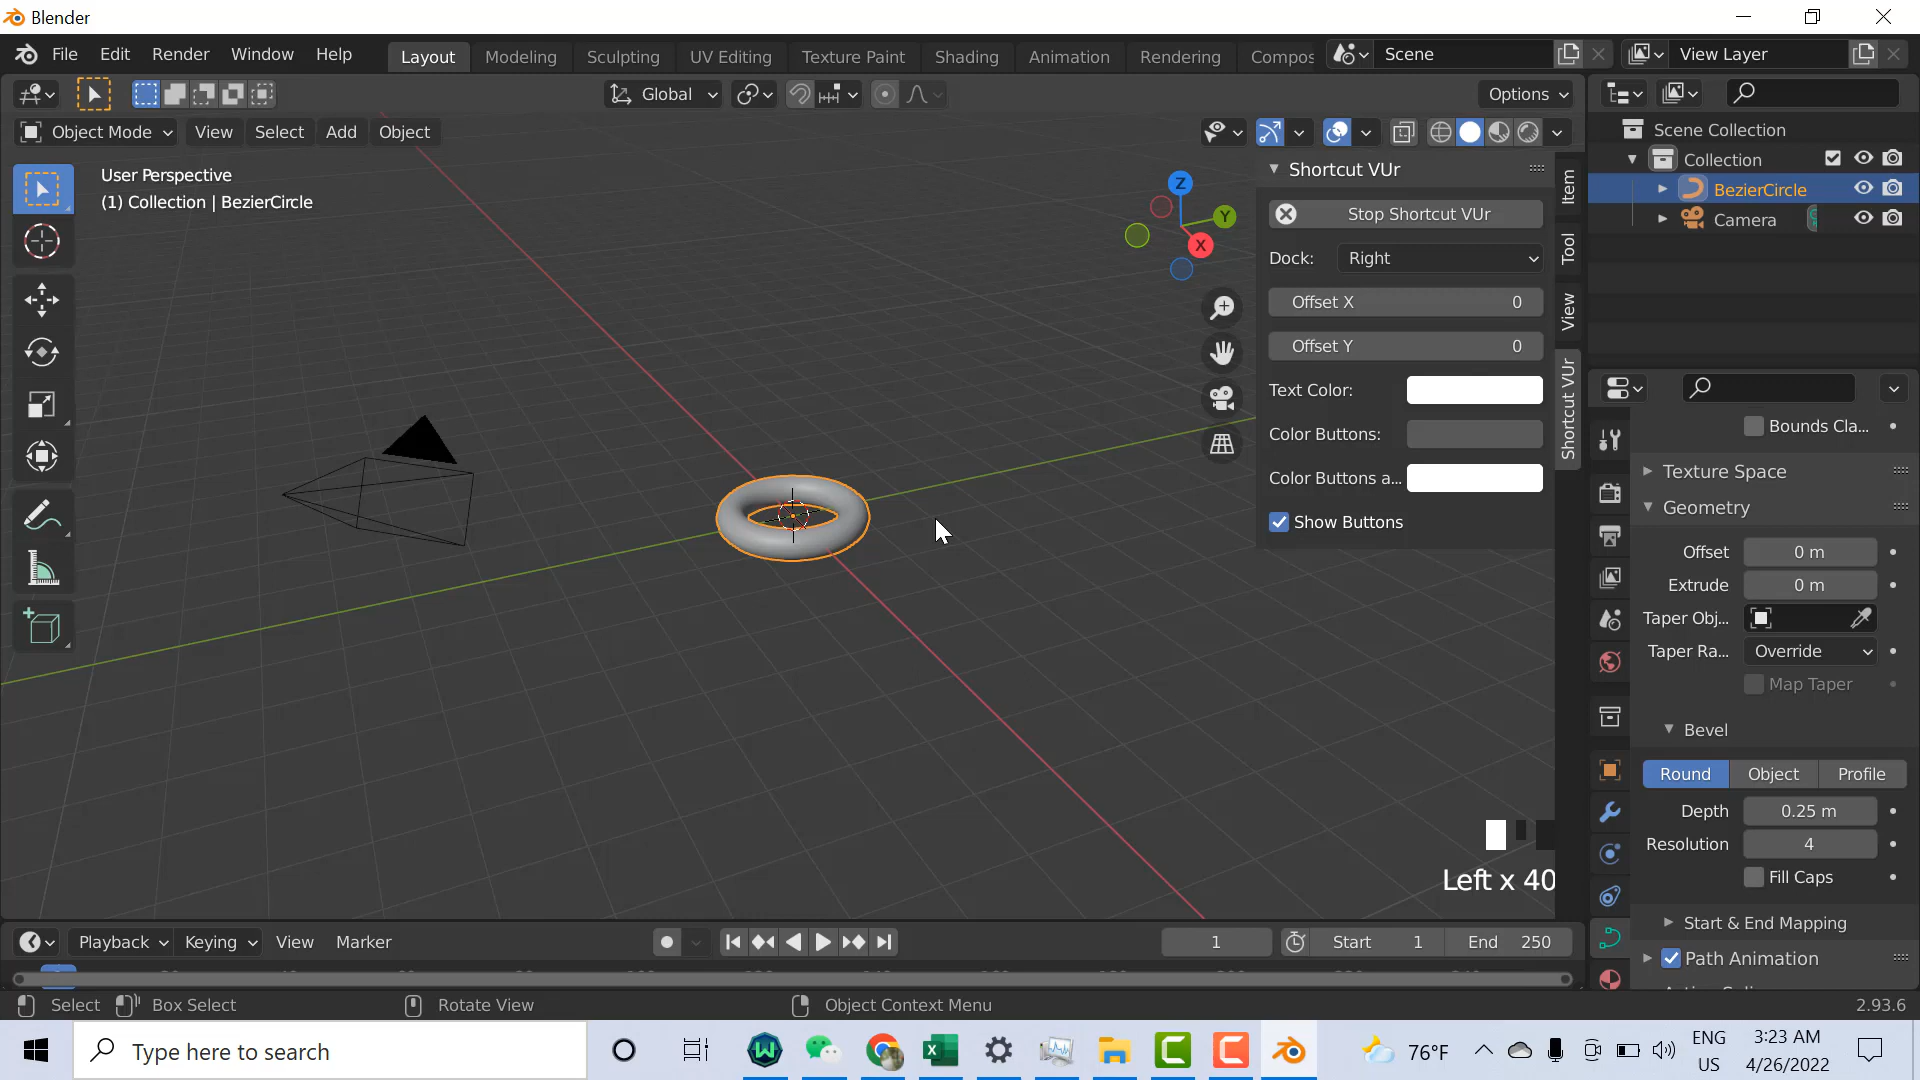 Blender
File Edit Render Window Help
Layout Modeling Sculpting UV Editing Texture Paint Shading Animation Rendering Compos
Scene
View Layer
Global
Options
Object Mode View Select Add Object
User Perspective
(1) Collection | BezierCircle
Z
Y
X
Shortcut VUr
Stop Shortcut VUr
Dock: Right
Offset X 0
Offset Y 0
Text Color:
Color Buttons:
Color Buttons a...
Show Buttons
Item
Tool
View
Shortcut VUr
Left x 40
Scene Collection
Collection
BezierCircle
Camera
Bounds Cla...
Texture Space
Geometry
Offset 0 m
Extrude 0 m
Taper Obj...
Taper Ra... Override
Map Taper
Bevel
Round Object Profile
Depth 0.25 m
Resolution 4
Fill Caps
Start & End Mapping
Path Animation
Playback Keying View Marker
1
Start 1
End 250
Select Box Select Rotate View Object Context Menu
2.93.6
Type here to search
76°F
ENG
US
3:23 AM
4/26/2022